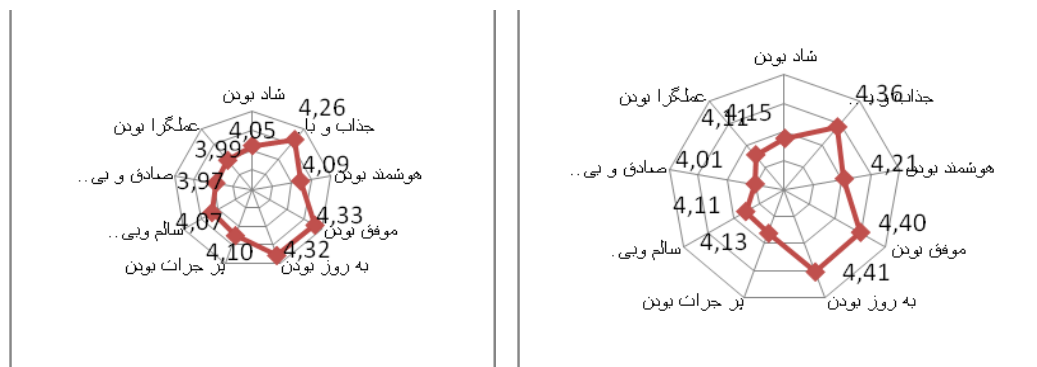 شاد بودن
4,26
جذاب و با
4,05
عملگرا بودن
3,99
4,09
هوشمند بودن
صادق و بی..
3,97
4,33
موفق بودن
4,07
سالم وبی..
4,10
4,32
پر جرات بودن
به روز بودن
شاد بودن
4,36
جذاب و با..
عملگرا بودن
4,15
4,11
4,21
هوشمند بودن
4,01
صادق و بی..
4,11
4,40
سالم وبی.
4,13
موفق بودن
4,41
پر جرات بودن
به روز بودن